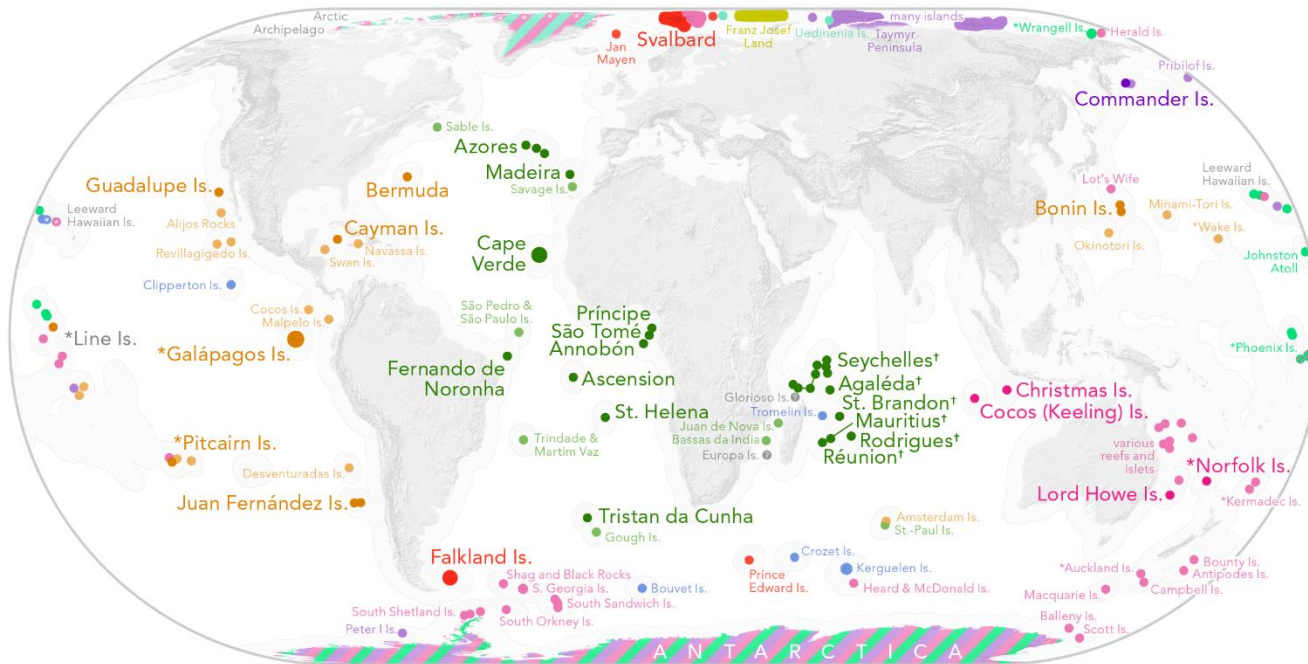 Arctic
Archipelago
Jan
Mayen
Svalbard
Franz Josef
Land
Uedinenia Is.
many islands
Taymyr
Peninsula
*Wrangell Is.
*Herald Is.
Pribilof Is.
Commander Is.
Sable Is.
Azores
Madeira
Savage Is.
Guadalupe Is.
Bermuda
Leeward
Hawaiian Is.
Alijos Rocks
Revillagigedo Is.
Cayman Is.
Navassa Is.
Swan Is.
Cape
Verde
Lot's Wife
Bonin Is.
Minami-Tori Is.
*Wake Is.
Okinotori Is.
Leeward
Hawaiian Is.
Johnston
Atoll
Clipperton Is.
Cocos Is.
Malpelo Is.
*Line Is.
*Galápagos Is.
São Pedro &
São Paulo Is.
Fernando de
Noronha
Príncipe
São Tomé
Annobón
Ascension
St. Helena
Trindade &
Martim Vaz
Seychelles†
Agaléda†
St. Brandon†
Mauritius†
Rodrigues†
Réunion†
Glorioso Is. ?
Tromelin Is.
Juan de Nova Is.
Bassas da India
Europa Is. ?
Christmas Is.
Cocos (Keeling) Is.
*Phoenix Is.
various
reefs and
islets
*Norfolk Is.
Lord Howe Is.
*Kermadec Is.
*Pitcairn Is.
Desventuradas Is.
Juan Fernández Is.
Tristan da Cunha
Gough Is.
Amsterdam Is.
St.-Paul Is.
Falkland Is.
Shag and Black Rocks
S. Georgia Is.
South Sandwich Is.
South Orkney Is.
South Shetland Is.
Peter I Is.
Bouvet Is.
Prince
Edward Is.
Crozet Is.
Kerguelen Is.
Heard & McDonald Is.
*Auckland Is.
Macquarie Is.
Bounty Is.
Antipodes Is.
Campbell Is.
Balleny Is.
Scott Is.
ANTARCTICA